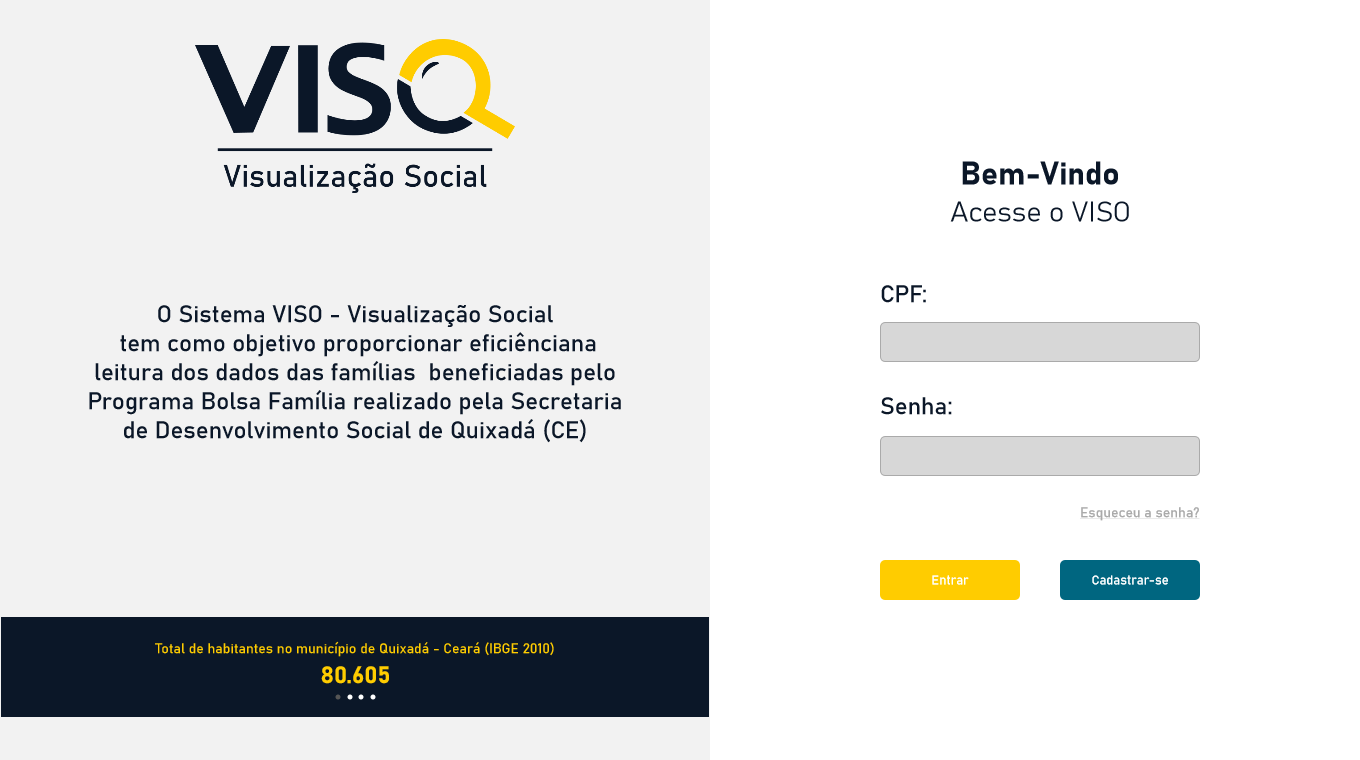 VISO
Visualização Social
O Sistema VISO - Visualização Social
tem como objetivo proporcionar eficiênciana
leitura dos dados das famílias  beneficiadas pelo
Programa Bolsa Família realizado pela Secretaria
de Desenvolvimento Social de Quixadá (CE)
Total de habitantes no município de Quixadá - Ceará (IBGE 2010)
80.605
Bem-Vindo
Acesse o VISO
CPF:
Senha:
Esqueceu a senha?
Entrar
Cadastrar-se